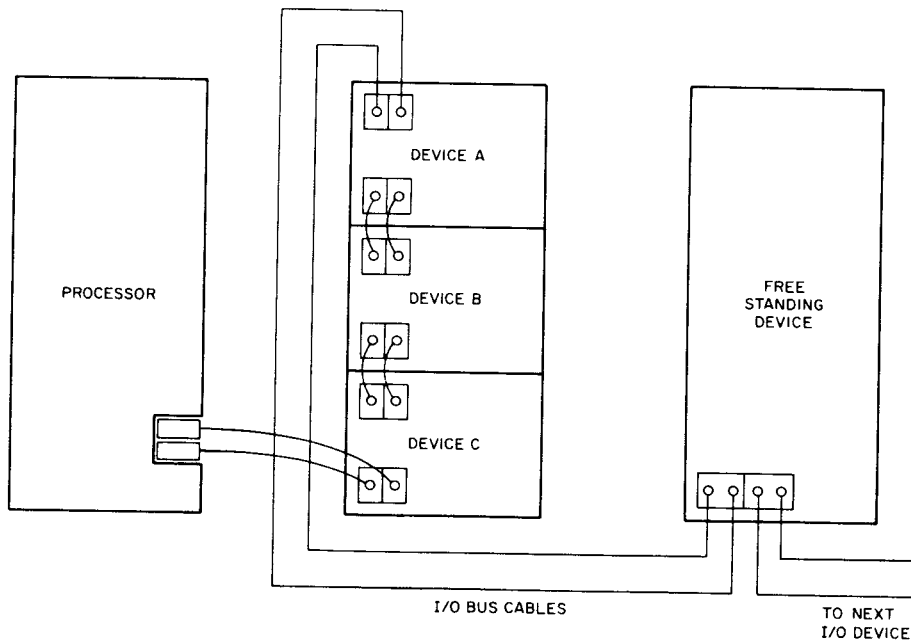 DEVICE A
PROCESSOR
DEVICE B
FREE
STANDING
DEVICE
DEVICE C
I/O BUS CABLES
TO NEXT
I/O DEVICE